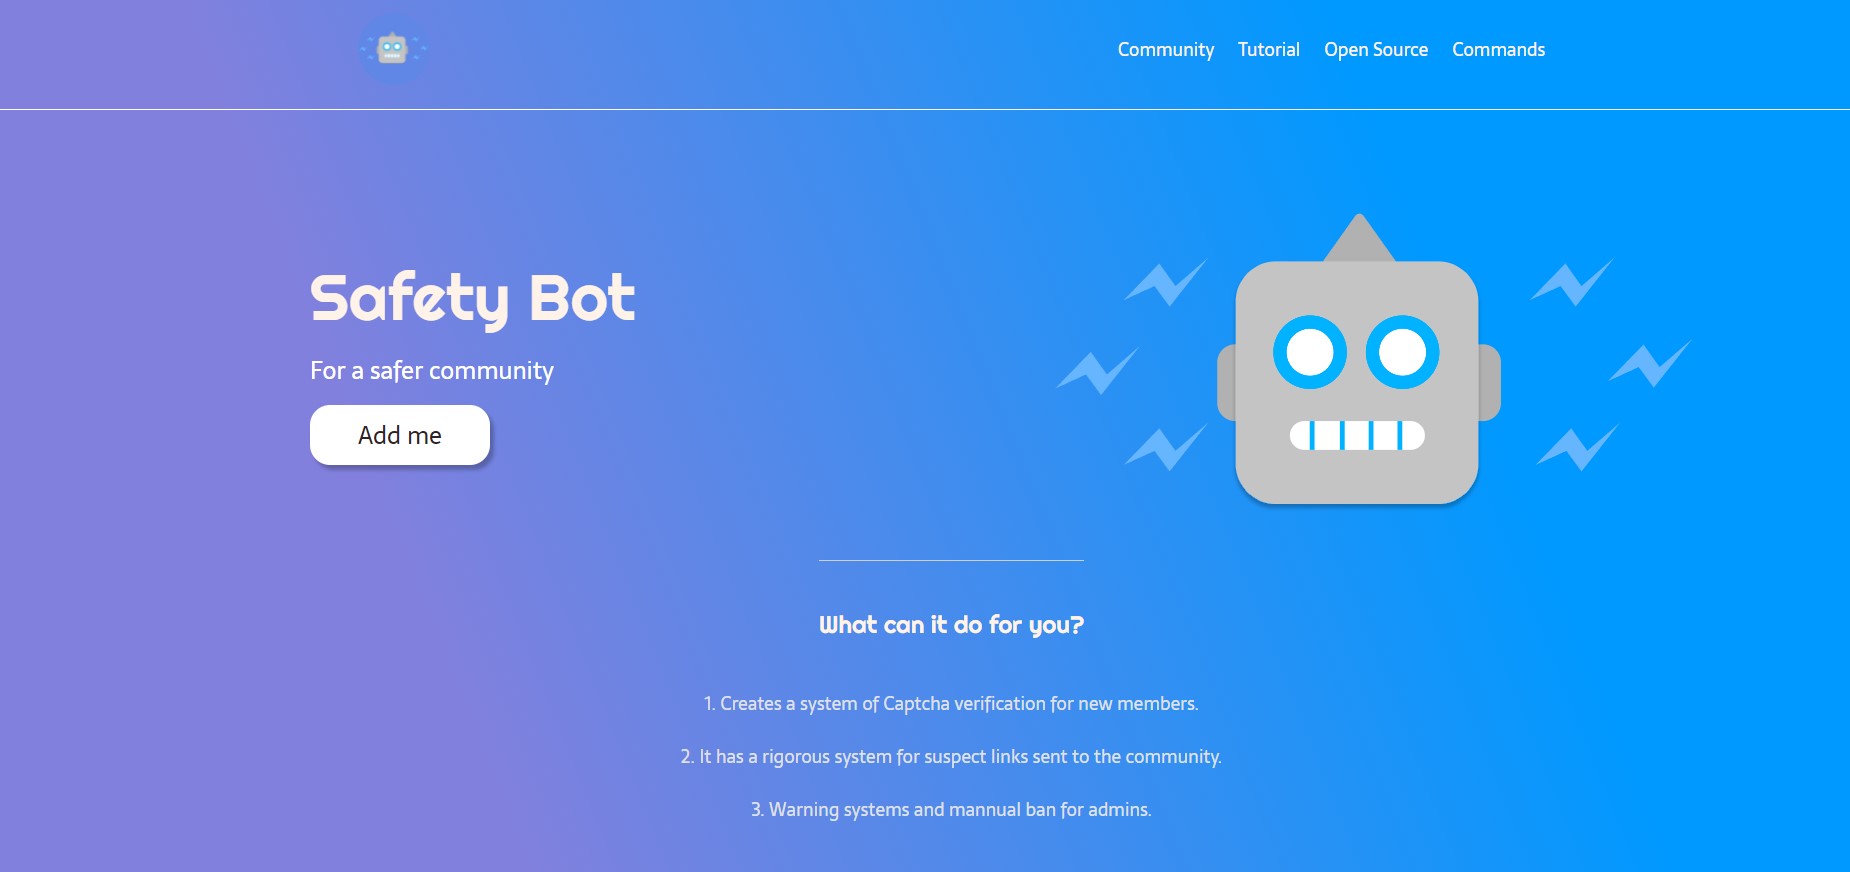 Community Tutorial Open Source Commands
Safety Bot
For a safer community
Add me
What can it do for you?
1. Creates a system of Captcha verification for new members.
2. It has a rigorous system for suspect links sent to the community.
3. Warning systems and mannual ban for admins.